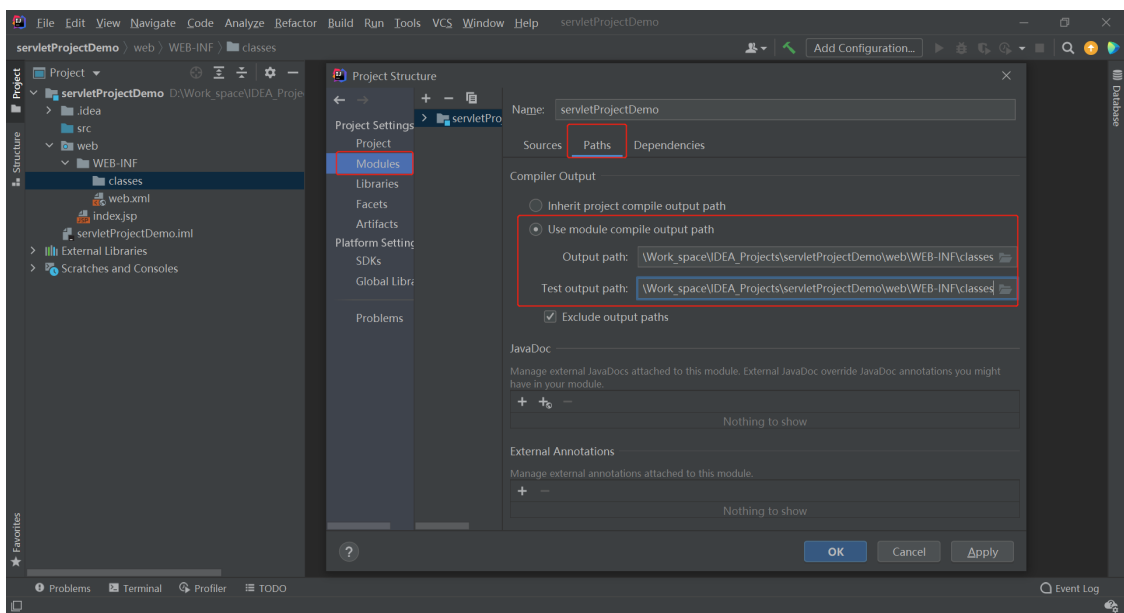 File Edit View Navigate Code Analyze Refactor Build Run Tools VCS Window Help servletProjectDemo
servletProjectDemo web WEB-INF classes Add Configuration...
Project
Project
servletProjectDemo D:\Work_space\IDEA_Proje
.idea
src
web
WEB-INF
classes
web.xml
index.jsp
servletProjectDemo.iml
External Libraries
Scratches and Consoles
Structure
Favorites
Project Structure
Project Settings
Project
Modules
Libraries
Facets
Artifacts
Platform Setting
SDKs
Global Libra
Problems
servletPro
Name: servletProjectDemo
Sources Paths Dependencies
Compiler Output
Inherit project compile output path
Use module compile output path
Output path: \Work_space\IDEA_Projects\servletProjectDemo\web\WEB-INF\classes
Test output path: \Work_space\IDEA_Projects\servletProjectDemo\web\WEB-INF\classes
Exclude output paths
JavaDoc
Manage external JavaDocs attached to this module. External JavaDoc override JavaDoc annotations you might
have in your module.
Nothing to show
External Annotations
Manage external annotations attached to this module.
Nothing to show
? OK Cancel Apply
Database
Problems Terminal Profiler TODO Event Log